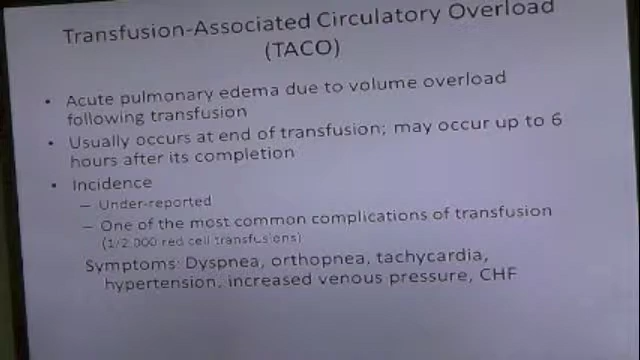 Transfusion-Associated Circulatory Overload
(TACO)
• Acute pulmonary edema due to volume overload
following transfusion
• Usually occurs at end of transfusion; may occur up to 6
hours after its completion
• Incidence
– Under-reported
– One of the most common complications of transfusion
(1/2,000 red cell transfusions)
Symptoms: Dyspnea, orthopnea, tachycardia,
hypertension, increased venous pressure, CHF